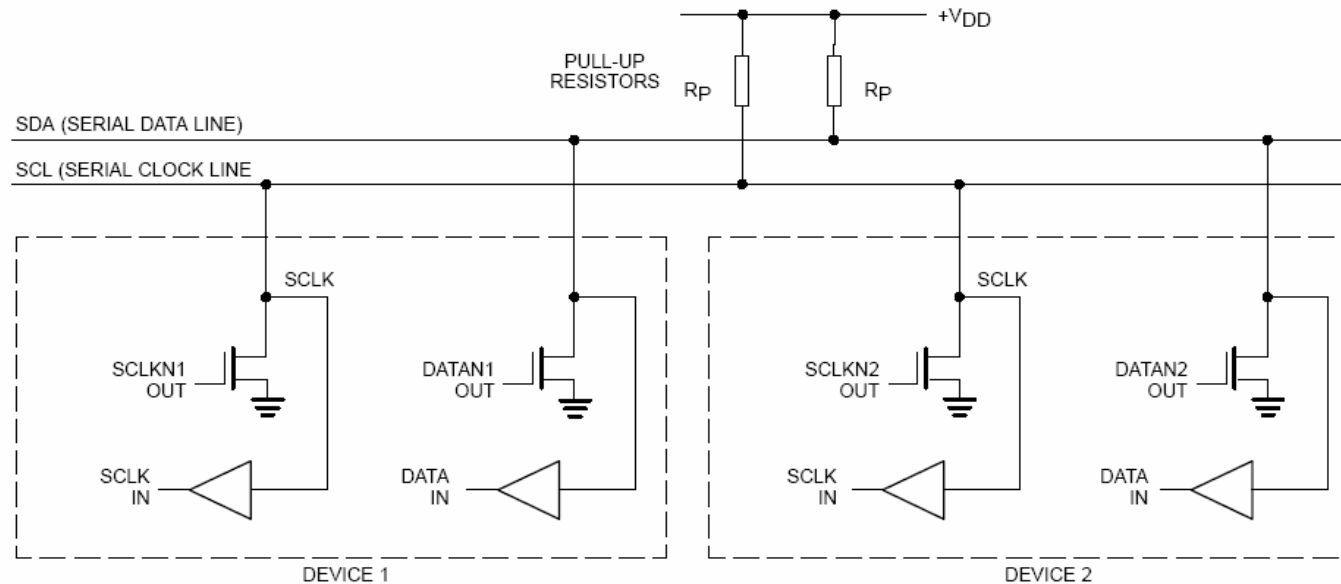 +VDD
PULL-UP
RESISTORS
RP
RP
SDA (SERIAL DATA LINE)
SCL (SERIAL CLOCK LINE
SCLK
SCLK
SCLKN1
OUT
DATAN1
OUT
SCLKN2
OUT
DATAN2
OUT
SCLK
IN
DATA
IN
SCLK
IN
DATA
IN
DEVICE 1
DEVICE 2